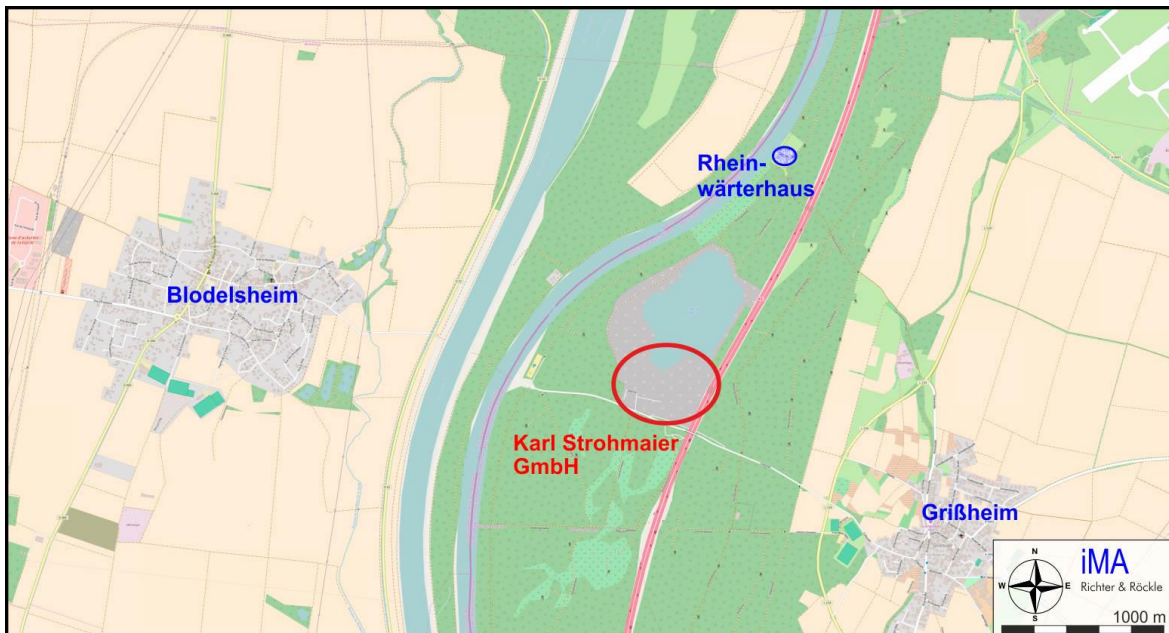 Rhein-
wärterhaus
Blodelsheim
Karl Strohmaier
GmbH
Grißheim
N
W
E
S
iMA
Richter & Röckle
1000 m